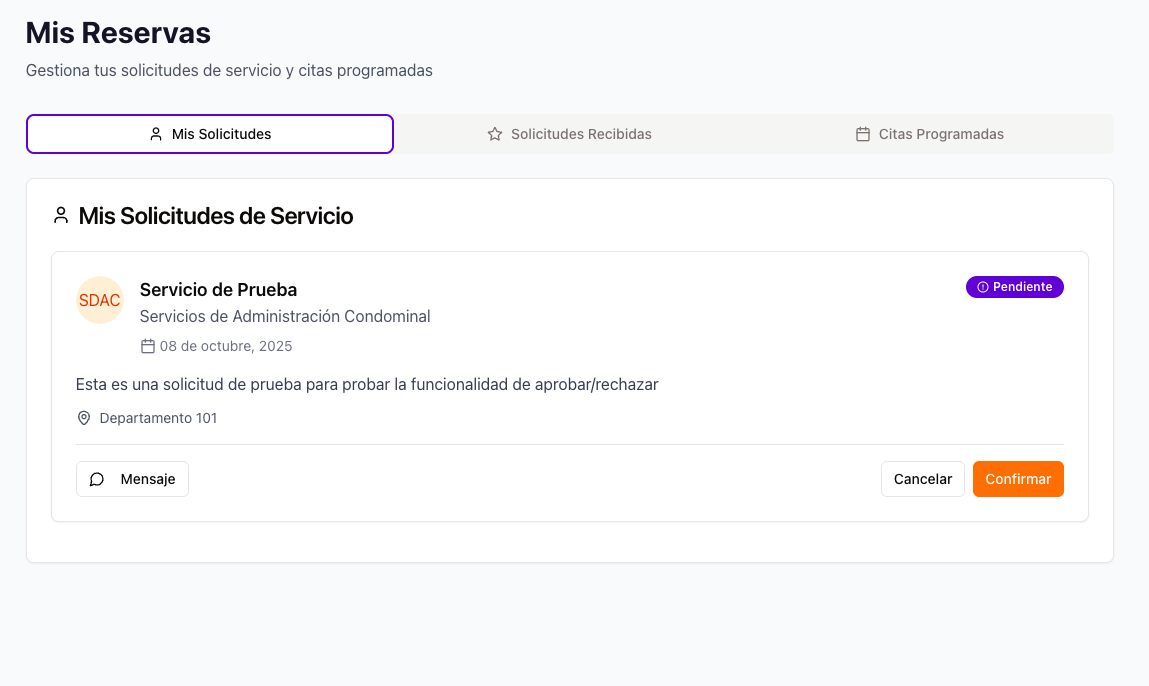 Mis Reservas
Gestiona tus solicitudes de servicio y citas programadas
Mis Solicitudes
Solicitudes Recibidas
Citas Programadas
Mis Solicitudes de Servicio
SDAC
Servicio de Prueba
Pendiente
Servicios de Administración Condominal
08 de octubre, 2025
Esta es una solicitud de prueba para probar la funcionalidad de aprobar/rechazar
Departamento 101
Mensaje
Cancelar
Confirmar